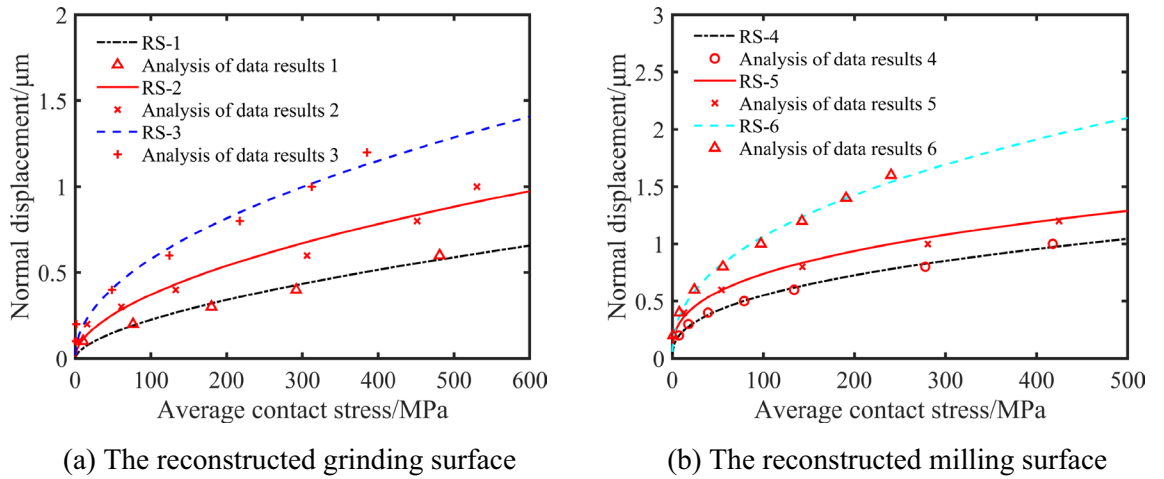 2
1.5
1
0.5
0
Normal displacement/μm
RS-1
Analysis of data results 1
RS-2
Analysis of data results 2
RS-3
Analysis of data results 3
0 100 200 300 400 500 600
Average contact stress/MPa
(a) The reconstructed grinding surface
3
2.5
2
1.5
1
0.5
0
Normal displacement/μm
RS-4
Analysis of data results 4
RS-5
Analysis of data results 5
RS-6
Analysis of data results 6
0 100 200 300 400 500
Average contact stress/MPa
(b) The reconstructed milling surface